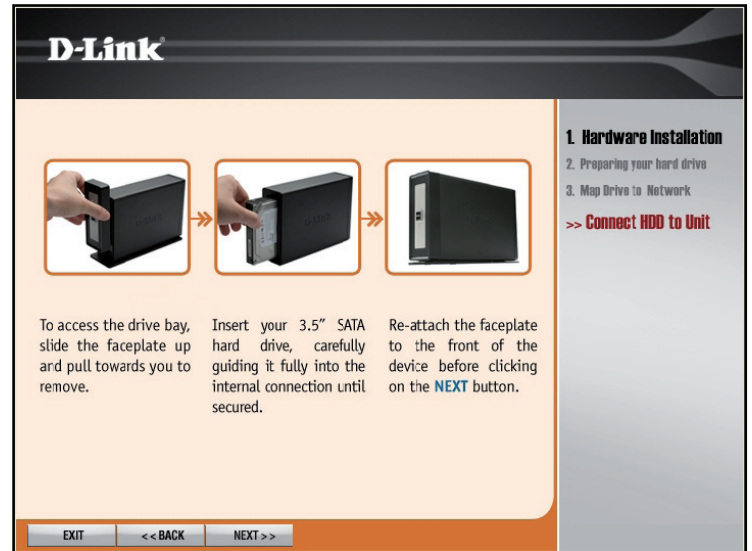 D-Link®
1. Hardware Installation
2. Preparing your hard drive
3. Map Drive to Network
>> Connect HDD to Unit
To access the drive bay,
slide the faceplate up
and pull towards you to
remove.
Insert your 3.5" SATA
hard drive, carefully
guiding it fully into the
internal connection until
secured.
Re-attach the faceplate
to the front of the
device before clicking
on the NEXT button.
D-Link
EXIT
<< BACK
NEXT >>